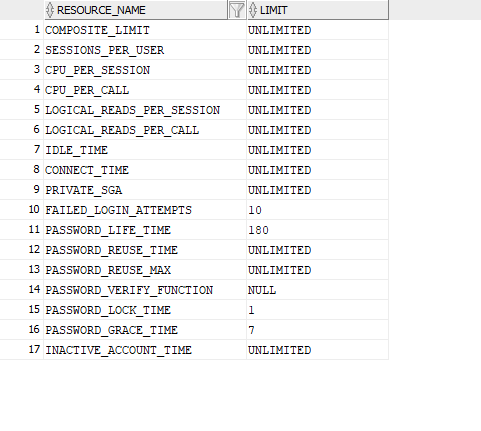 RESOURCE_NAME LIMIT
1 COMPOSITE_LIMIT UNLIMITED
2 SESSIONS_PER_USER UNLIMITED
3 CPU_PER_SESSION UNLIMITED
4 CPU_PER_CALL UNLIMITED
5 LOGICAL_READS_PER_SESSION UNLIMITED
6 LOGICAL_READS_PER_CALL UNLIMITED
7 IDLE_TIME UNLIMITED
8 CONNECT_TIME UNLIMITED
9 PRIVATE_SGA UNLIMITED
10 FAILED_LOGIN_ATTEMPTS 10
11 PASSWORD_LIFE_TIME 180
12 PASSWORD_REUSE_TIME UNLIMITED
13 PASSWORD_REUSE_MAX UNLIMITED
14 PASSWORD_VERIFY_FUNCTION NULL
15 PASSWORD_LOCK_TIME 1
16 PASSWORD_GRACE_TIME 7
17 INACTIVE_ACCOUNT_TIME UNLIMITED